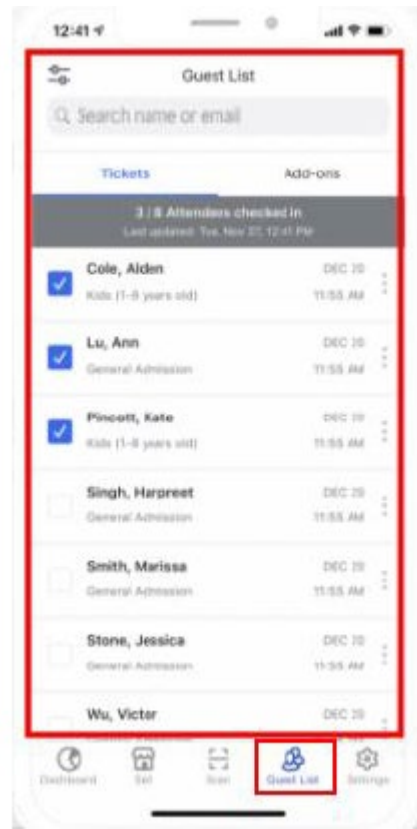 12:41
Guest List
Search name or email
Tickets
Add-ons
3 / 8 Attendees checked in
Last updated: Tue, Nov 27, 12:41 PM
Cole, Alden
DEC 20
Kids (1-8 years old)
11:55 AM
Lu, Ann
DEC 20
General Admission
11:55 AM
Pincott, Kate
DEC 20
Kids (1-8 years old)
11:55 AM
Singh, Harpreet
DEC 20
General Admission
11:55 AM
Smith, Marissa
DEC 20
General Admission
11:55 AM
Stone, Jessica
DEC 20
General Admission
11:55 AM
Wu, Victor
DEC 20
Dashboard
Sell
Scan
Guest List
Settings